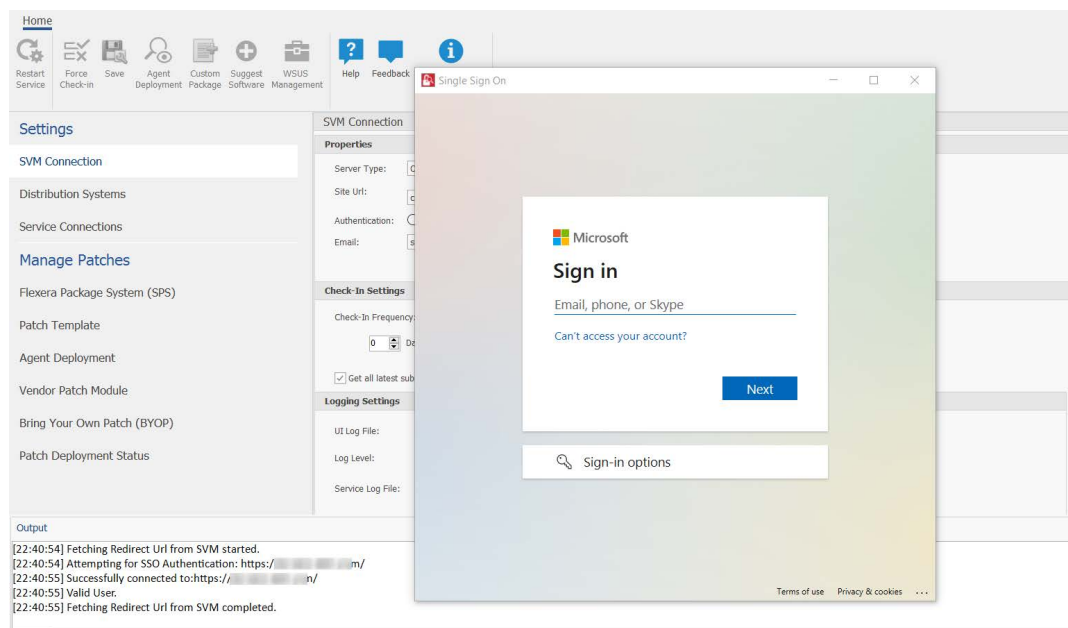 Home
Restart Service
Force Check-in
Save
Agent Deployment
Custom Package
Suggest Software
WSUS Management
Help
Feedback
Single Sign On
Settings
SVM Connection
Distribution Systems
Service Connections
Manage Patches
Flexera Package System (SPS)
Patch Template
Agent Deployment
Vendor Patch Module
Bring Your Own Patch (BYOP)
Patch Deployment Status
SVM Connection
Properties
Server Type:
Site Url:
Authentication:
Email:
Check-In Settings
Check-In Frequency:
0
Get all latest
Logging Settings
UI Log File:
Log Level:
Service Log File:
Microsoft
Sign in
Email, phone, or Skype
Can't access your account?
Next
Sign-in options
Terms of use Privacy & cookies ...
Output
[22:40:54] Fetching Redirect Url from SVM started.
[22:40:54] Attempting for SSO Authentication: https:/ m/
[22:40:55] Successfully connected to:https:/ n/
[22:40:55] Valid User.
[22:40:55] Fetching Redirect Url from SVM completed.